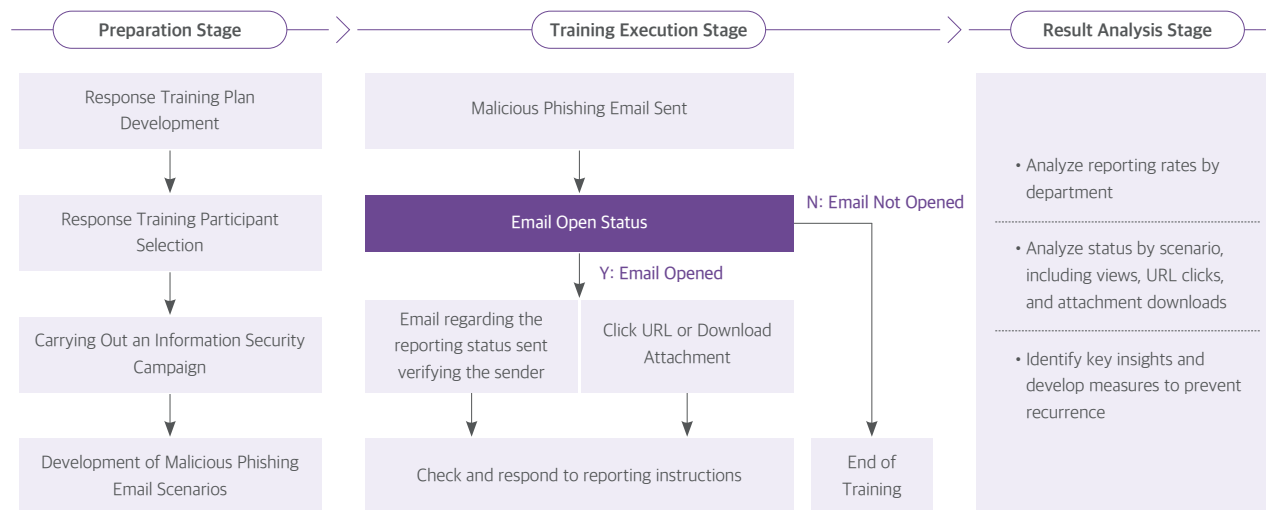 Preparation Stage
Training Execution Stage
Result Analysis Stage
Response Training Plan
Development
Response Training Participant
Selection
Carrying Out an Information Security
Campaign
Development of Malicious Phishing
Email Scenarios
Malicious Phishing Email Sent
Email Open Status
N: Email Not Opened
Y: Email Opened
Email regarding the
reporting status sent
verifying the sender
Click URL or Download
Attachment
Check and respond to reporting instructions
End of
Training
• Analyze reporting rates by
department
• Analyze status by scenario,
including views, URL clicks,
and attachment downloads
• Identify key insights and
develop measures to prevent
recurrence